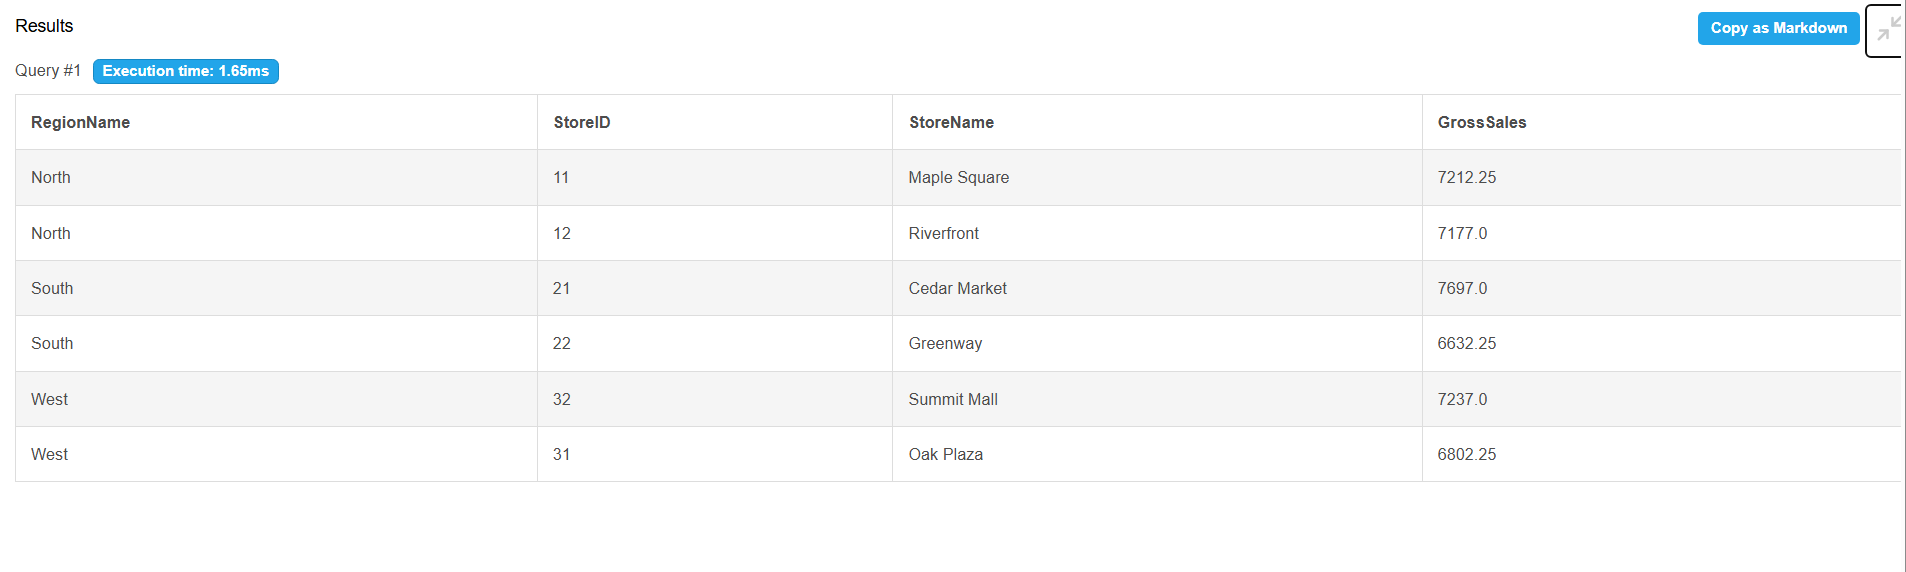 Results
Copy as Markdown
Query #1 Execution time: 1.65ms
RegionName StoreID StoreName GrossSales
North 11 Maple Square 7212.25
North 12 Riverfront 7177.0
South 21 Cedar Market 7697.0
South 22 Greenway 6632.25
West 32 Summit Mall 7237.0
West 31 Oak Plaza 6802.25